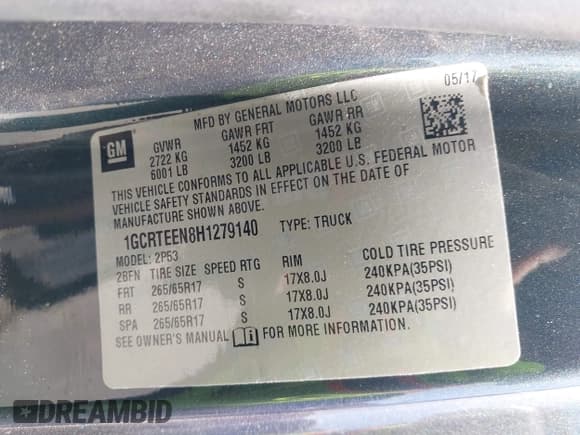 05/17
MFD BY GENERAL MOTORS LLC
GM
GVWR GAWR FRT GAWR RR
2722 KG 1452 KG 1452 KG
6001 LB 3200 LB 3200 LB
THIS VEHICLE CONFORMS TO ALL APPLICABLE U.S. FEDERAL MOTOR
VEHICLE SAFETY STANDARDS IN EFFECT ON THE DATE OF
MANUFACTURE SHOWN ABOVE.
1GCRTEEN8H1279140 TYPE: TRUCK
MODEL: 2P53
2BFN TIRE SIZE SPEED RTG RIM COLD TIRE PRESSURE
FRT 265/65R17 S 17X8.0J 240KPA(35PSI)
RR 265/65R17 S 17X8.0J 240KPA(35PSI)
SPA 265/65R17 S 17X8.0J 240KPA(35PSI)
SEE OWNER'S MANUAL FOR MORE INFORMATION.
DREAMBID